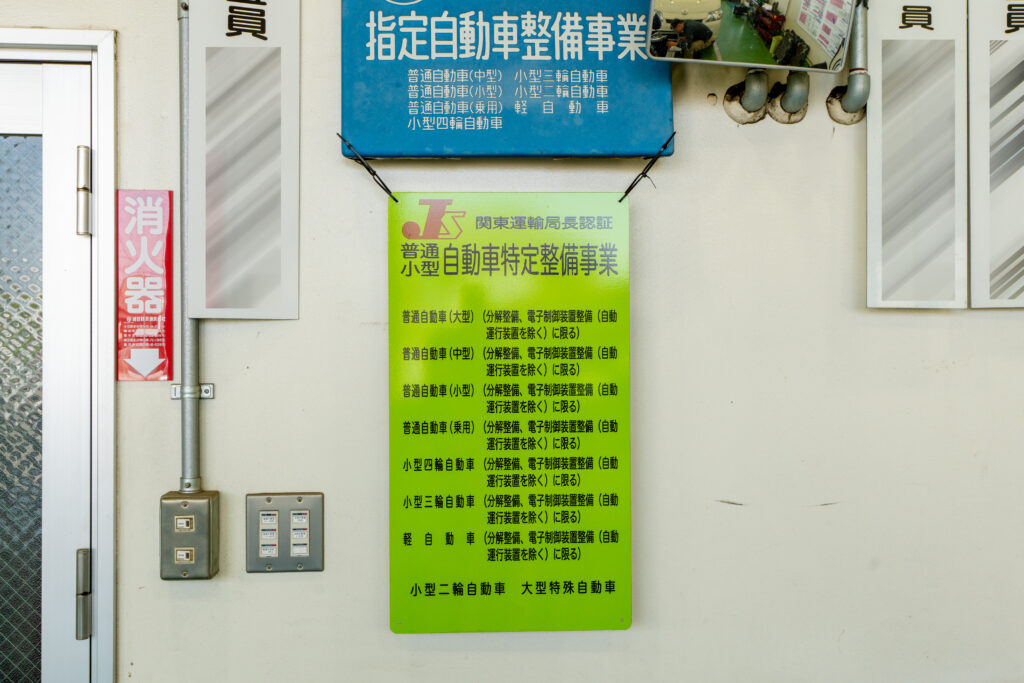 員
指定自動車整備事業
普通自動車(中型) 小型三輪自動車
普通自動車(小型) 小型二輪自動車
普通自動車(乗用) 軽自動車
小型四輪自動車
員
消火器
JS 関東運輸局長認証
普通
小型 自動車特定整備事業
普通自動車(大型) (分解整備、電子制御装置整備(自動
運行装置を除く)に限る)
普通自動車(中型) (分解整備、電子制御装置整備(自動
運行装置を除く)に限る)
普通自動車(小型) (分解整備、電子制御装置整備(自動
運行装置を除く)に限る)
普通自動車(乗用) (分解整備、電子制御装置整備(自動
運行装置を除く)に限る)
小型四輪自動車 (分解整備、電子制御装置整備(自動
運行装置を除く)に限る)
小型三輪自動車 (分解整備、電子制御装置整備(自動
運行装置を除く)に限る)
軽自動車 (分解整備、電子制御装置整備(自動
運行装置を除く)に限る)
小型二輪自動車 大型特殊自動車